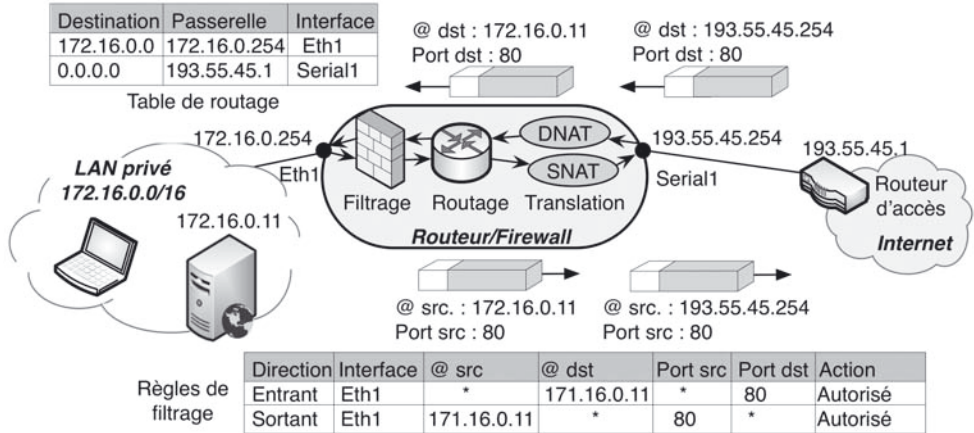 Destination Passerelle Interface
172.16.0.0 172.16.0.254 Eth1
0.0.0.0 193.55.45.1 Serial1
Table de routage
@ dst : 172.16.0.11
Port dst : 80
@ dst : 193.55.45.254
Port dst : 80
LAN privé
172.16.0.0/16
172.16.0.11
172.16.0.254
Eth1
Filtrage
Routage
DNAT
SNAT
Translation
Routeur/Firewall
193.55.45.254
Serial1
193.55.45.1
Routeur
d'accès
Internet
@ src. : 172.16.0.11
Port src : 80
@ src. : 193.55.45.254
Port src : 80
Règles de
filtrage
Direction Interface @ src @ dst Port src Port dst Action
Entrant Eth1 * 171.16.0.11 * 80 Autorisé
Sortant Eth1 171.16.0.11 * 80 * Autorisé